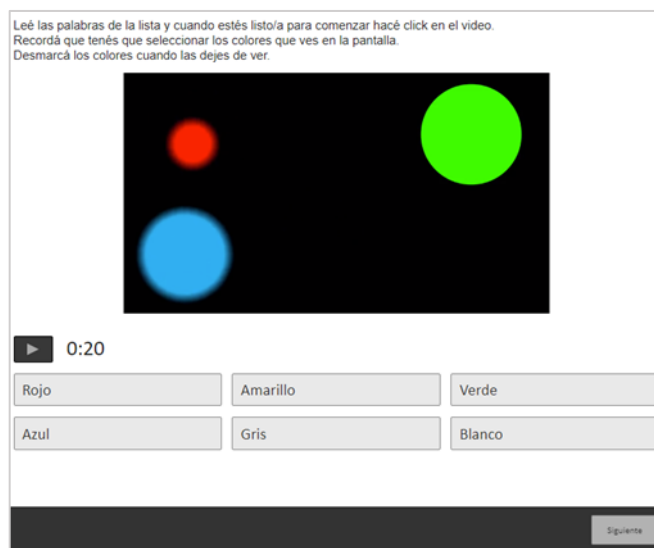 Leé las palabras de la lista y cuando estés listo/a para comenzar hacé click en el video.
Recordá que tenés que seleccionar los colores que ves en la pantalla.
Desmarcá los colores cuando las dejes de ver.
0:20
Rojo
Amarillo
Verde
Azul
Gris
Blanco
Siguiente